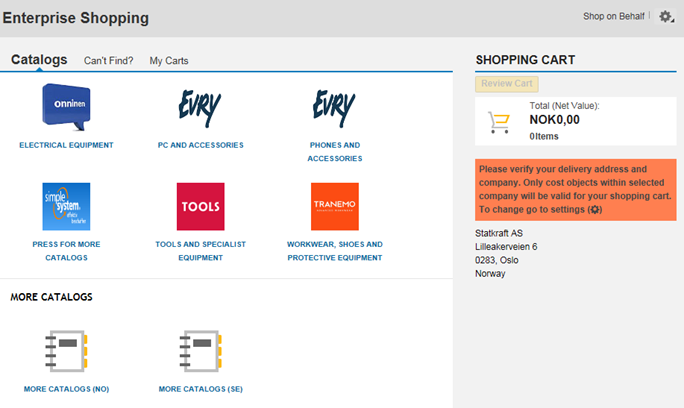 Enterprise Shopping
Shop on Behalf
Catalogs
Can't Find?
My Carts
onninen
EVRY
EVRY
ELECTRICAL EQUIPMENT
PC AND ACCESSORIES
PHONES AND
ACCESSORIES
simple
system
TOOLS
TRANEMO
PRESS FOR MORE
CATALOGS
TOOLS AND SPECIALIST
EQUIPMENT
WORKWEAR, SHOES AND
PROTECTIVE EQUIPMENT
MORE CATALOGS
MORE CATALOGS (NO)
MORE CATALOGS (SE)
SHOPPING CART
Review Cart
Total (Net Value):
NOK0,00
0Items
Please verify your delivery address and
company. Only cost objects within selected
company will be valid for your shopping cart.
To change go to settings (⚙)
Statkraft AS
Lilleakerveien 6
0283, Oslo
Norway